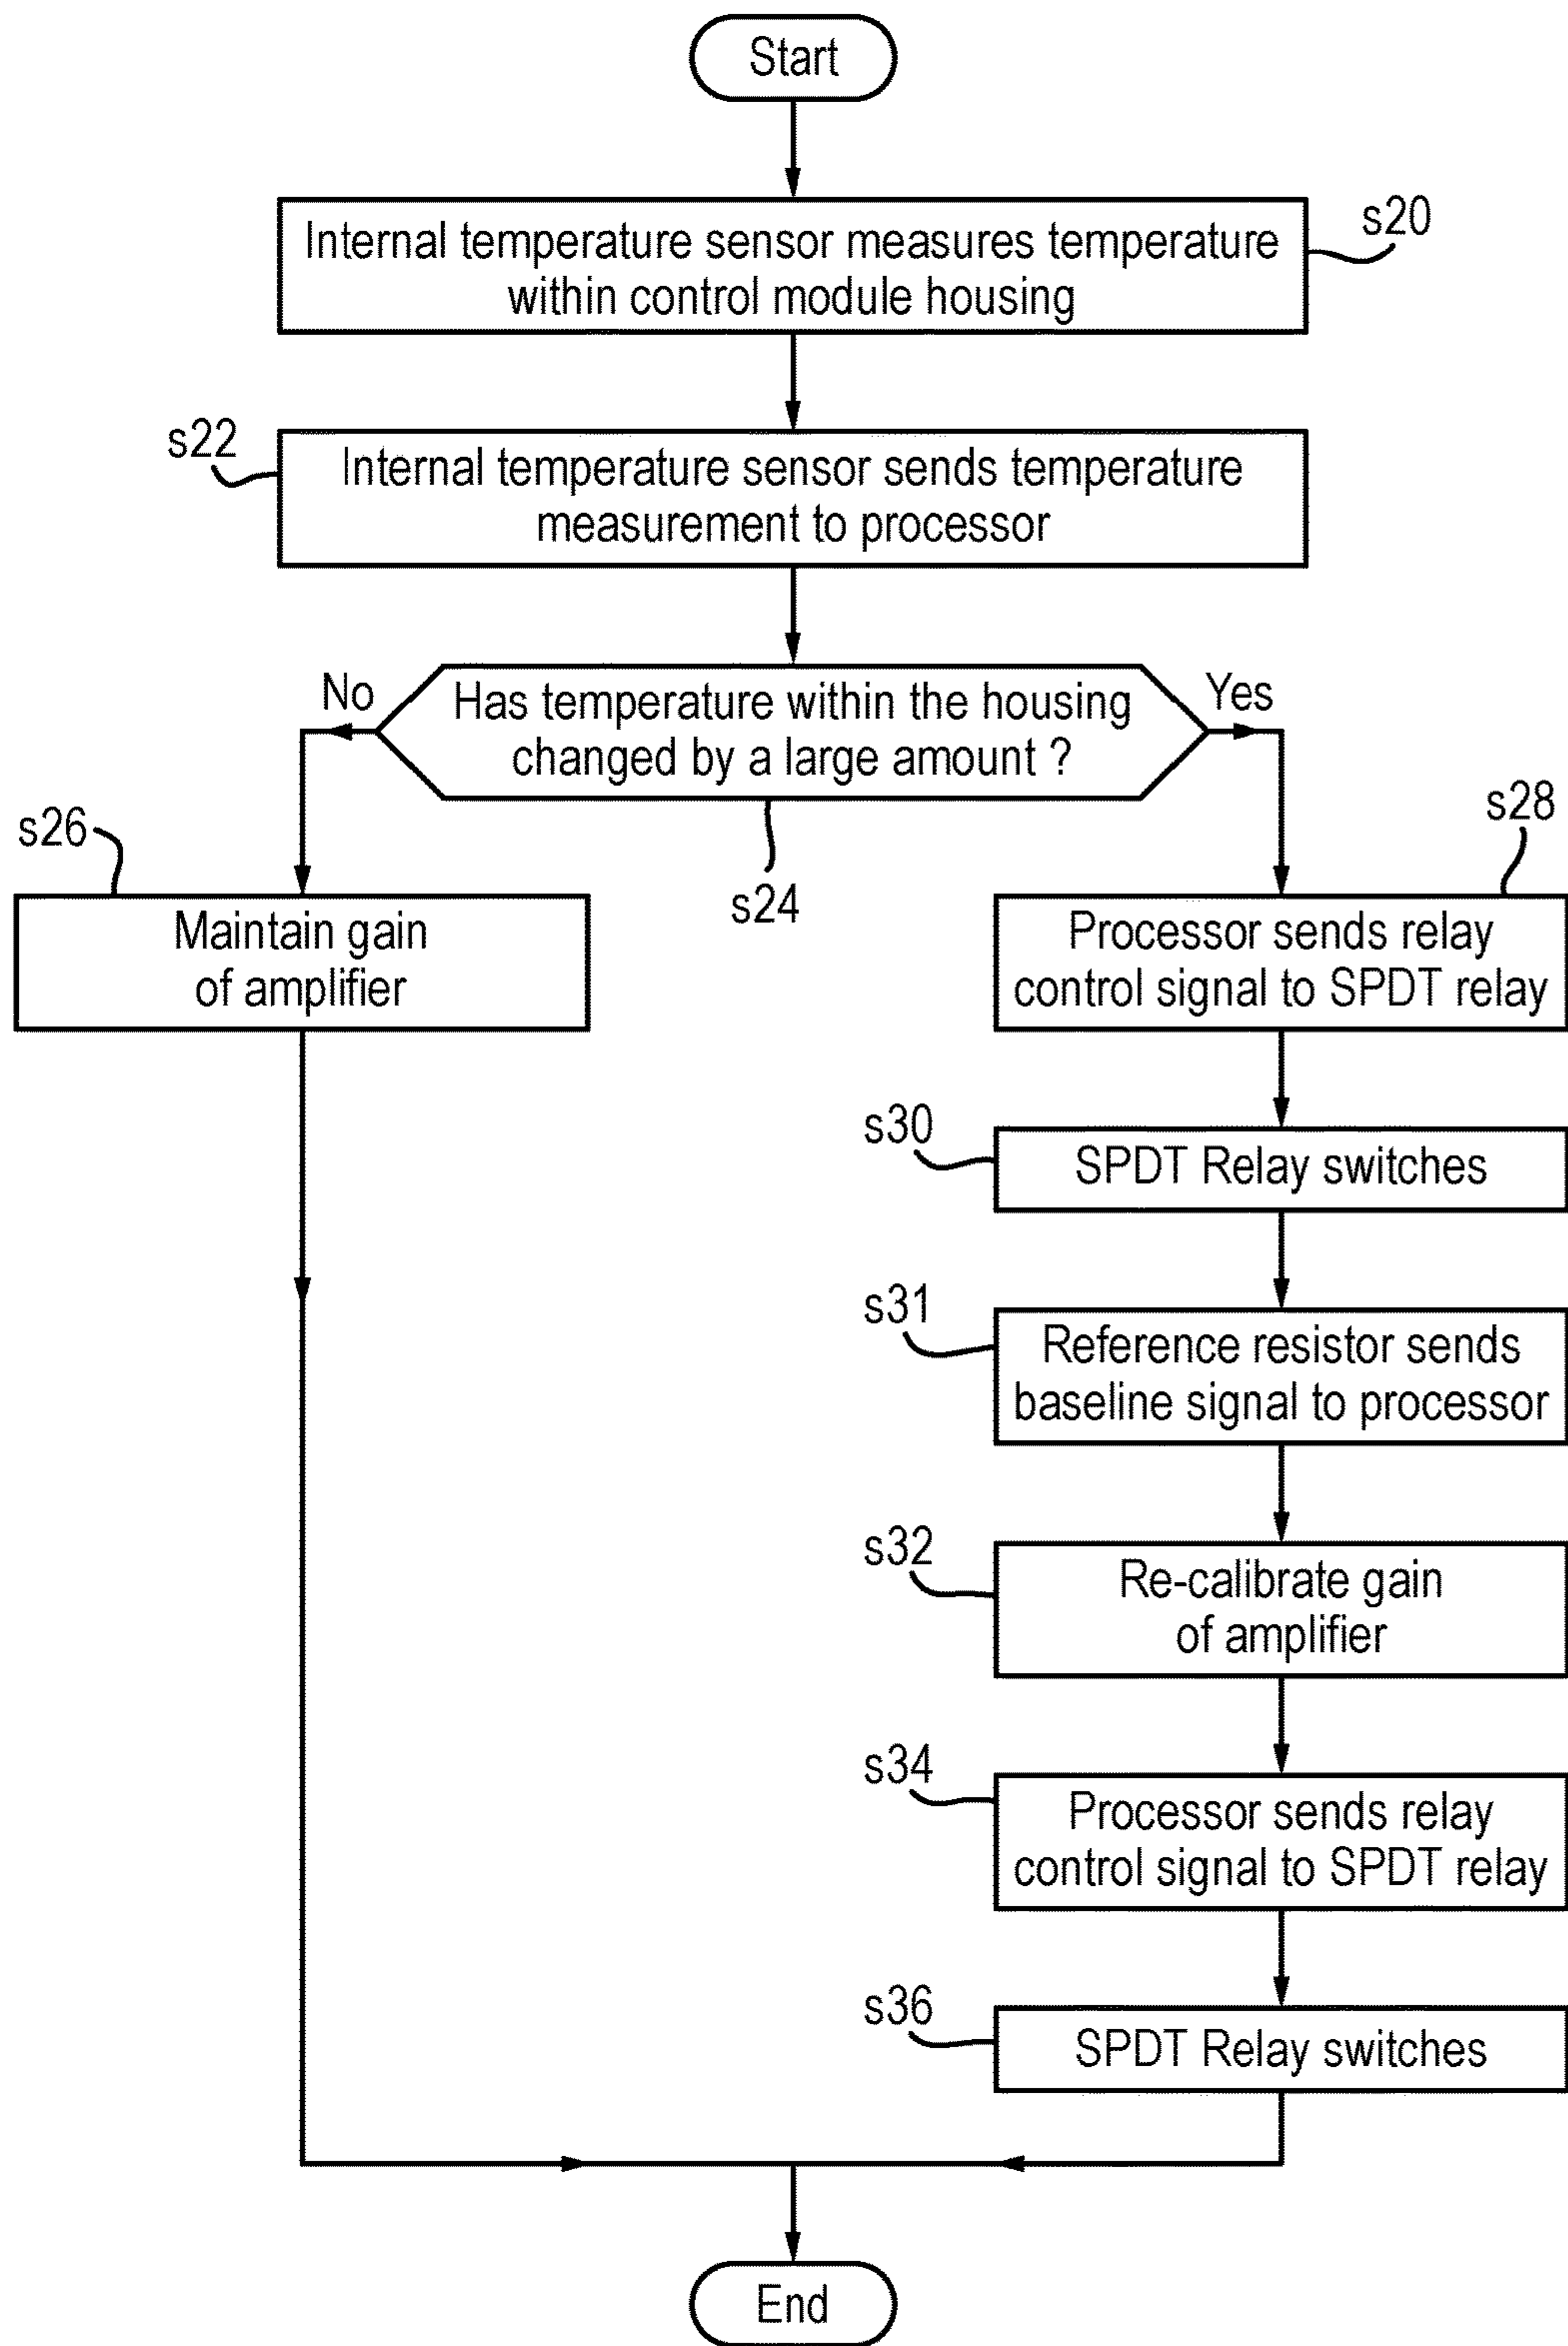 Start
Internal temperature sensor measures temperature
within control module housing
s20
s22
Internal temperature sensor sends temperature
measurement to processor
No
Has temperature within the housing
changed by a large amount ?
Yes
s24
s26
Maintain gain
of amplifier
s28
Processor sends relay
control signal to SPDT relay
s30
SPDT Relay switches
s31
Reference resistor sends
baseline signal to processor
s32
Re-calibrate gain
of amplifier
s34
Processor sends relay
control signal to SPDT relay
s36
SPDT Relay switches
End